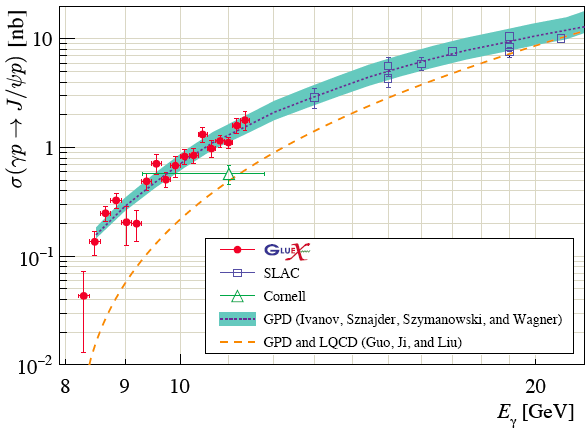 σ(γp → J/ψp) [nb]
10
1
10⁻¹
10⁻²
8 9 10 20
E_γ [GeV]
GLUEX
SLAC
Cornell
GPD (Ivanov, Sznajder, Szymanowski, and Wagner)
GPD and LQCD (Guo, Ji, and Liu)